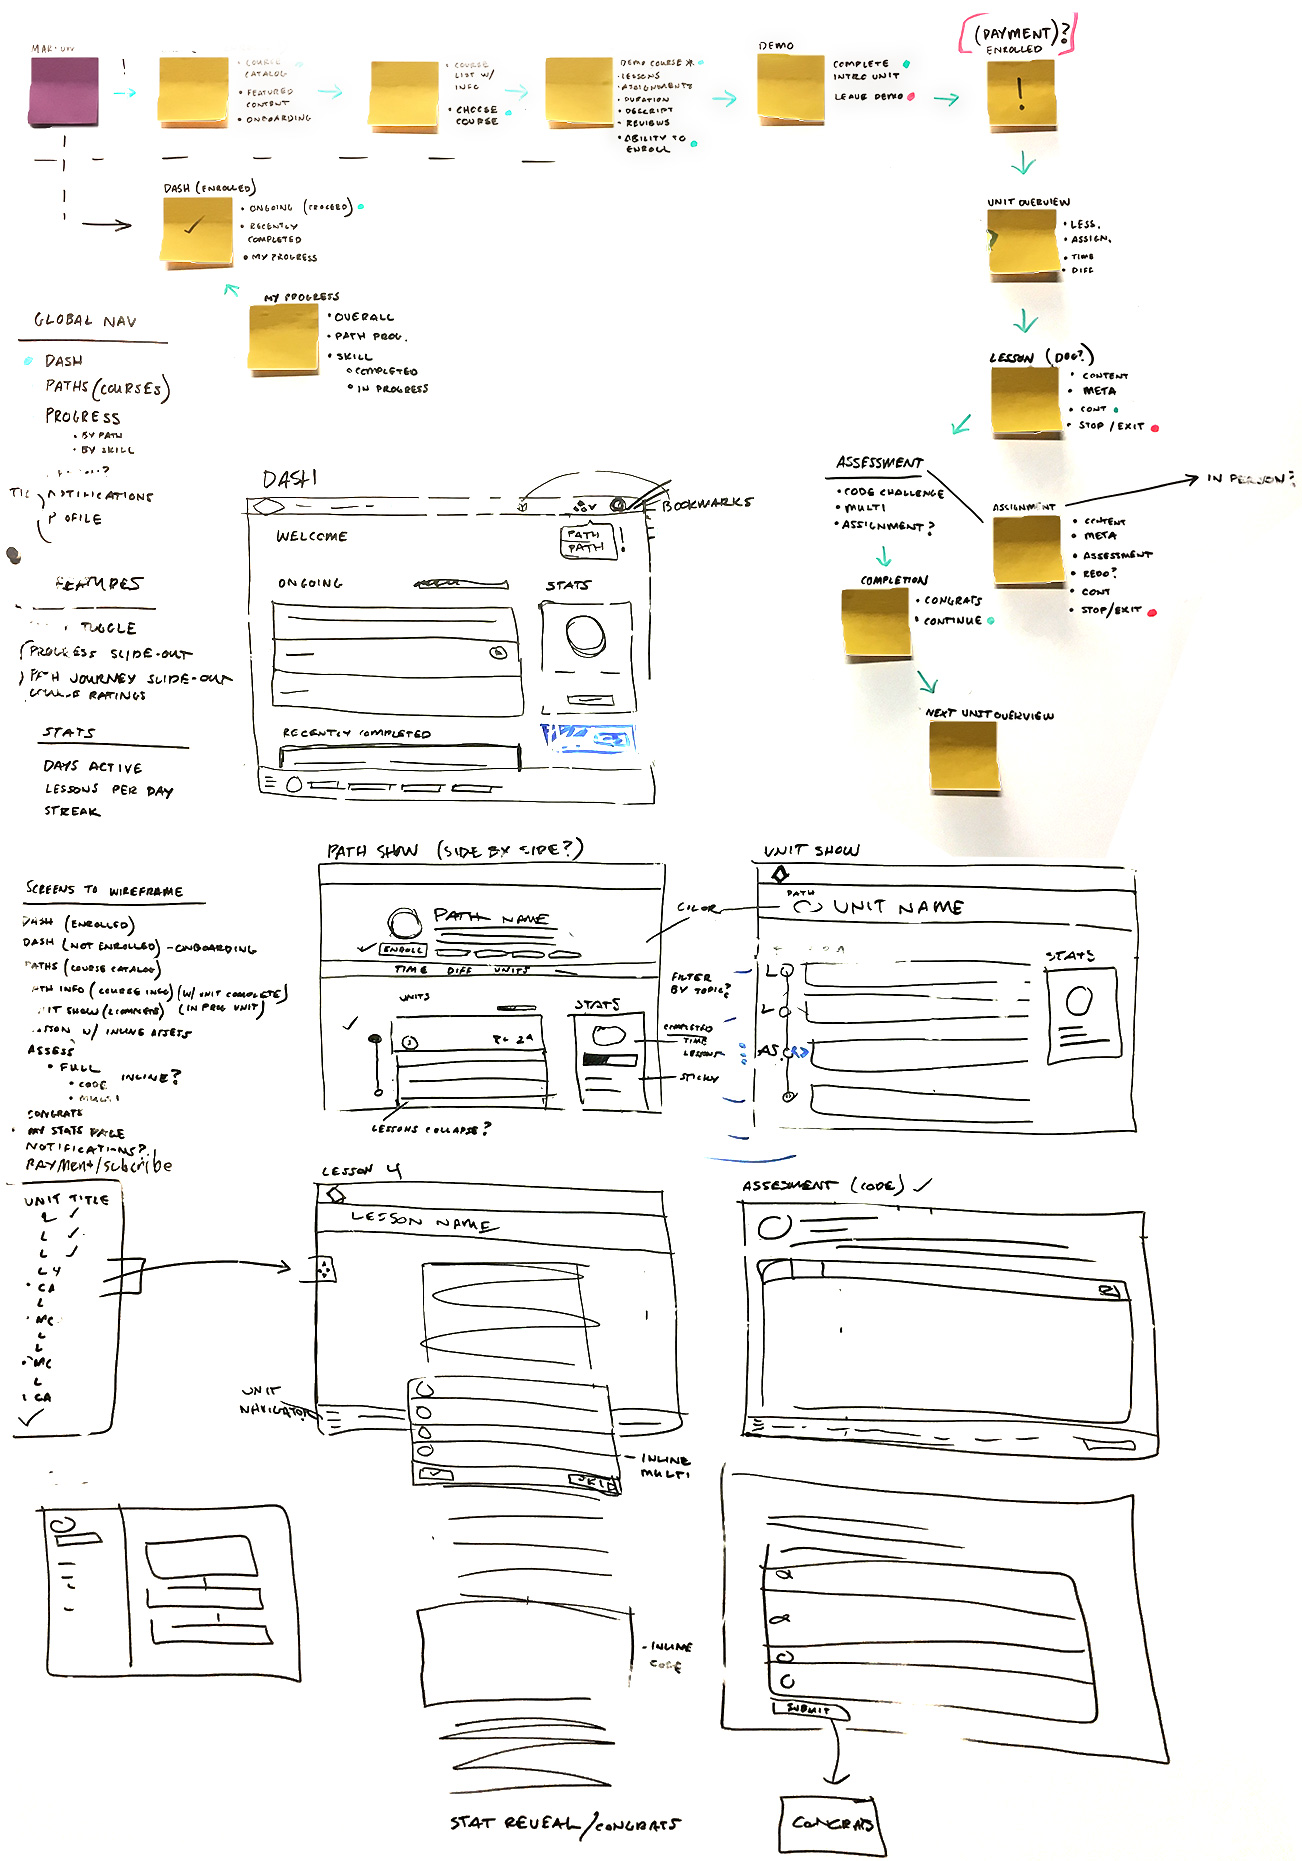 (PAYMENT)?
ENROLLED
DEMO
COURSE
CATALOG
• FEATURED
CONTENT
• ONBOARDING
• COURSE
LIST W/
INFO
• CHOOSE
COURSE
DEMO COURSE
• LESSONS
• ASSIGNMENTS
• DURATION
• DESCRIPT
• REVIEWS
• ABILITY TO
ENROLL
COMPLETE
INTRO UNIT
LEAVE DEMO
!
!
DASH (ENROLLED)
• ONGOING (PROCEED)
• RECENTLY
COMPLETED
• MY PROGRESS
UNIT OVERVIEW
• LESS.
• ASSIGN.
• TIME
• DIFF
MY PROGRESS
• OVERALL
• PATH PROG.
• SKILL
• COMPLETED
• IN PROGRESS
GLOBAL NAV
DASH
PATHS (COURSES)
PROGRESS
• BY PATH
• BY SKILL
NOTIFICATIONS
LESSON
• CONTENT
• META
• CONT
• STOP/EXIT
ASSESSMENT
• CODE CHALLENGE
• MULTI
• ASSIGNMENT?
IN PERSON?
ASSIGNMENT
• CONTENT
• META
• ASSESSMENT
• REDO?
• CONT
• STOP/EXIT
COMPLETION
• CONGRATS
• CONTINUE
NEXT UNIT OVERVIEW
FEATURES
TOGGLE
PROGRESS SLIDE-OUT
PATH JOURNEY SLIDE-OUT
COURSE RATINGS
STATS
DAYS ACTIVE
LESSONS PER DAY
STREAK
DASH
BOOKMARKS
WELCOME
PATH
PATH
!
ONGOING
STATS
RECENTLY COMPLETED
SCREENS TO WIREFRAME
DASH (ENROLLED)
DASH (NOT ENROLLED) - ONBOARDING
PATHS (COURSE CATALOG)
PATH INFO (COURSE INFO) (W/ UNIT COMPLETE)
UNIT SHOW (IN PROG UNIT)
LESSON W/ INLINE ASSESS
ASSESS
• FULL
• CODE INLINE?
• MULTI
CONGRATS
MY STATS PAGE
NOTIFICATIONS?
PAYMENT/SUBCRIBE
PATH SHOW (SIDE BY SIDE?)
PATH NAME
ENROLL
TIME DIFF UNITS
UNITS
STATS
COLOR
COMPLETED
TIME
LESSONS
STICKY
LESSONS COLLAPSE?
UNIT SHOW
PATH
UNIT NAME
FILTER
BY TOPIC?
L
L
AS.
STATS
UNIT TITLE
L ✓
L ✓
L ✓
L 4
• CA
L
• MC
L
L
• MC
L
CA
LESSON 4
LESSON NAME
UNIT
NAVIGATOR
SKIP
- INLINE
MULTI
- INLINE
CODE
STAT REVEAL/CONGRATS
ASSESMENT (CODE) ✓
SUBMIT
CONGRATS